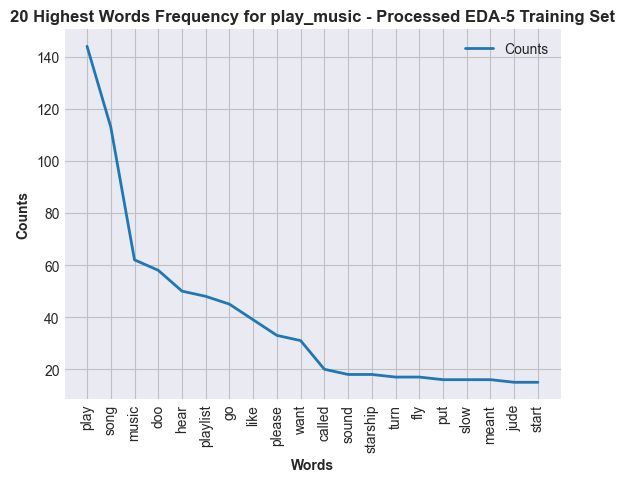 20 Highest Words Frequency for play_music - Processed EDA-5 Training Set
Counts
140
120
100
80
60
40
20
Counts
play
song
music
doo
hear
playlist
go
like
please
want
called
sound
starship
turn
fly
put
slow
meant
jude
start
Words